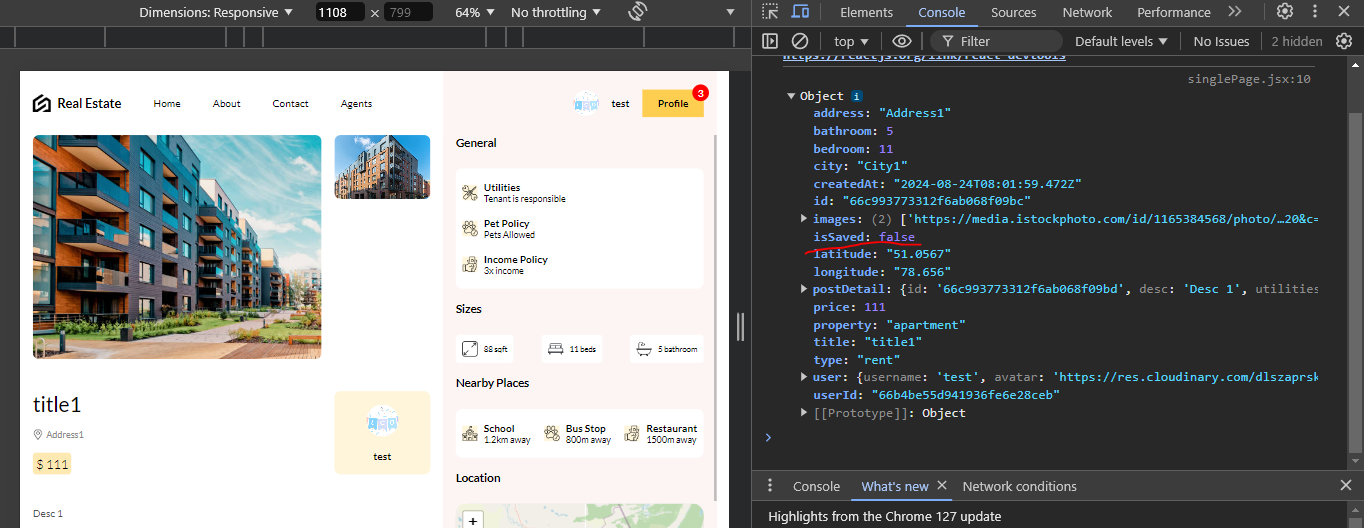 Dimensions: Responsive 1108 × 799 64% No throttling
Elements Console Sources Network Performance
top Filter Default levels No Issues 2 hidden
https://reactjs.org/link/react-devtools
singlePage.jsx:10
Object i
address: "Address1"
bathroom: 5
bedroom: 11
city: "City1"
createdAt: "2024-08-24T08:01:59.472Z"
id: "66c993773312f6ab068f09bc"
images: (2) ['https://media.istockphoto.com/id/1165384568/photo/…20&c=
isSaved: false
latitude: "51.0567"
longitude: "78.656"
postDetail: {id: '66c993773312f6ab068f09bd', desc: 'Desc 1', utilities
price: 111
property: "apartment"
title: "title1"
type: "rent"
user: {username: 'test', avatar: 'https://res.cloudinary.com/dlszaprsk
userId: "66b4be55d941936fe6e28ceb"
[[Prototype]]: Object
Console What's new Network conditions
Highlights from the Chrome 127 update
Real Estate Home About Contact Agents
test Profile 3
title1
Address1
$ 111
Desc 1
test
General
Utilities
Tenant is responsible
Pet Policy
Pets Allowed
Income Policy
3x income
Sizes
88 sqft 11 beds 5 bathroom
Nearby Places
School
1.2km away
Bus Stop
800m away
Restaurant
1500m away
Location
+